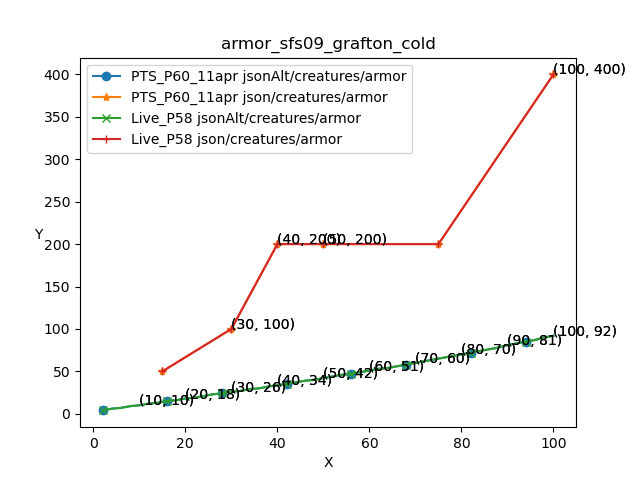 armor_sfs09_grafton_cold
PTS_P60_11apr jsonAlt/creatures/armor
PTS_P60_11apr json/creatures/armor
Live_P58 jsonAlt/creatures/armor
Live_P58 json/creatures/armor
400
350
300
250
200
150
100
50
0
Y
(100, 400)
(40, 200)
(50, 200)
(30, 100)
(10, 10)
(20, 18)
(30, 26)
(40, 34)
(50, 42)
(60, 51)
(70, 60)
(80, 70)
(90, 81)
(100, 92)
0 20 40 60 80 100
X